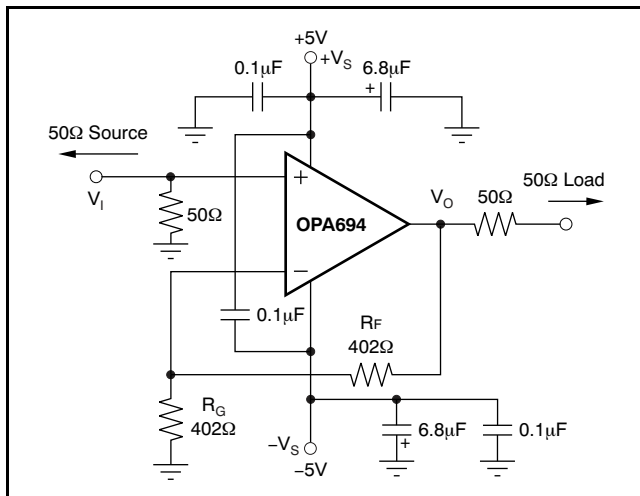 +5V
+V_S
0.1μF
6.8μF
+
50Ω Source
50Ω Load
V_I
+
50Ω
OPA694
V_O
50Ω
−
0.1μF
R_F
402Ω
R_G
402Ω
−V_S
−5V
6.8μF
+
0.1μF